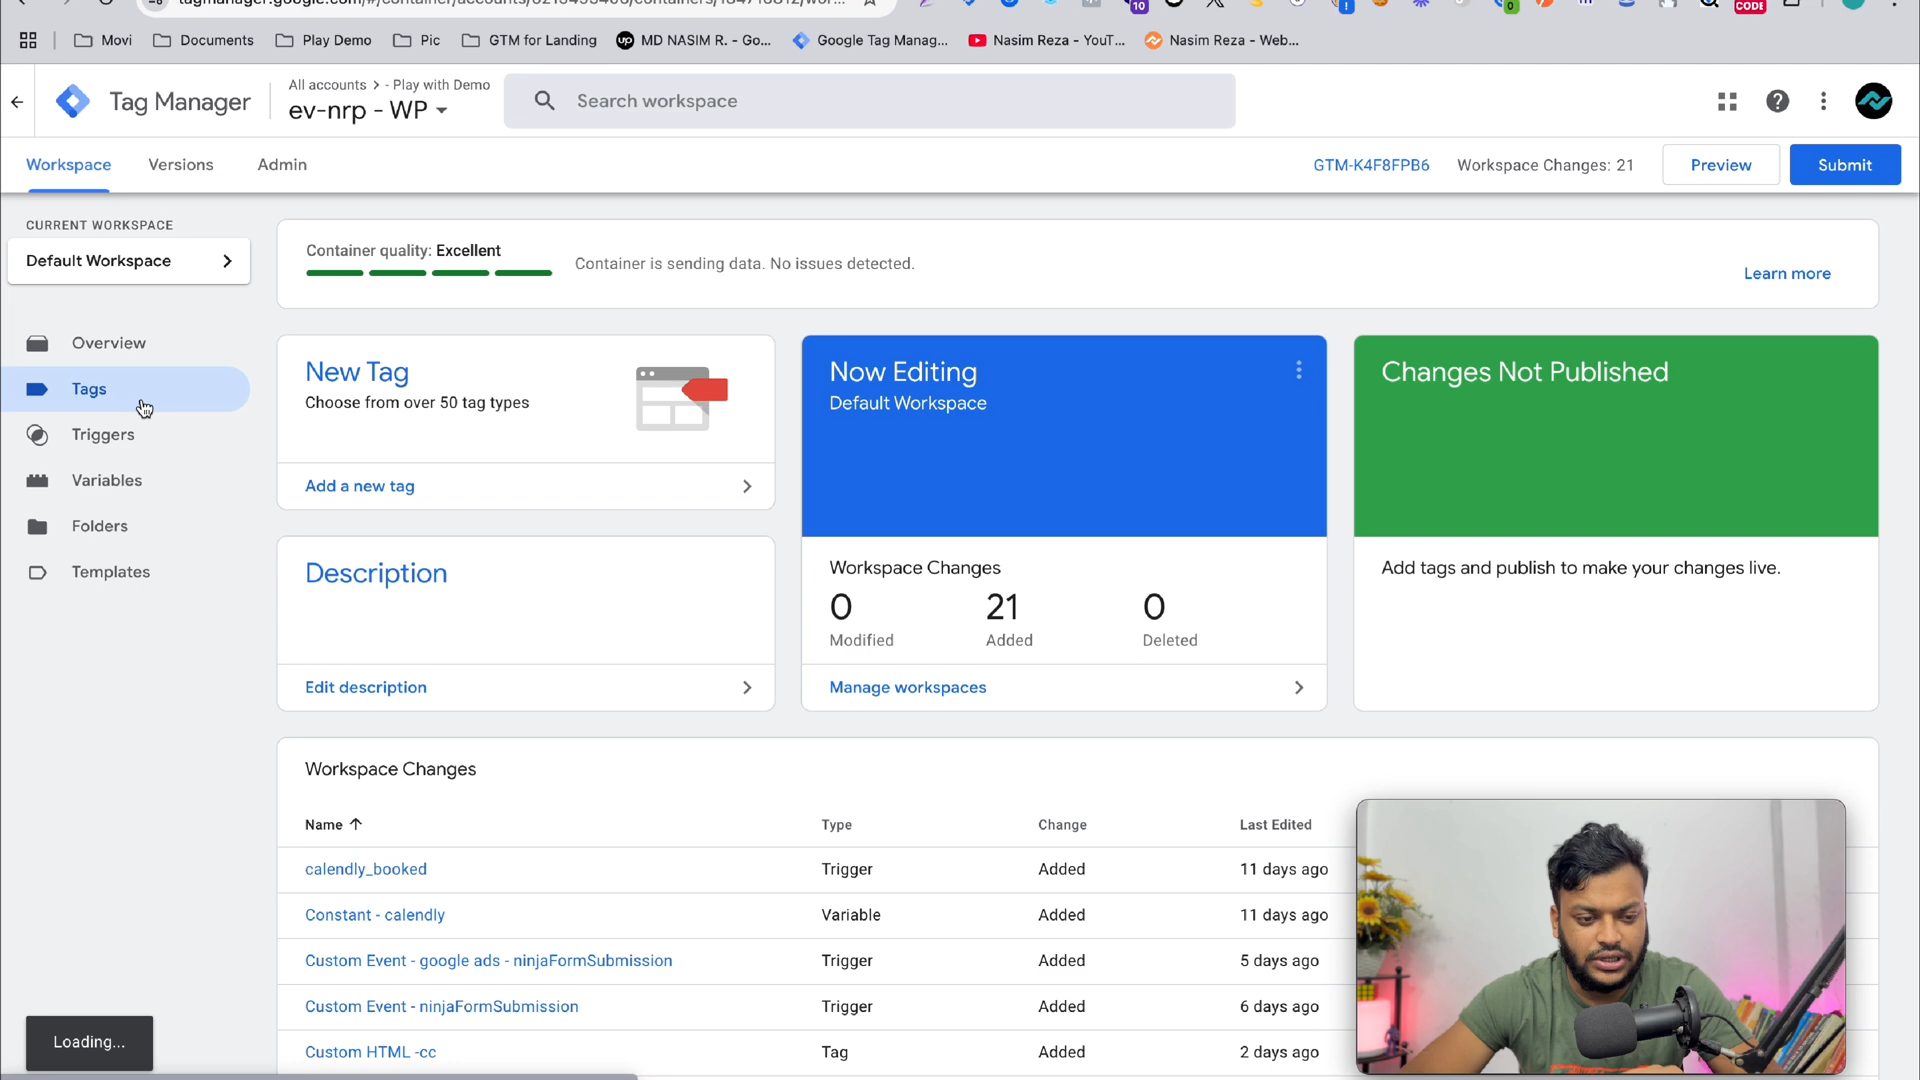 10
0
CODE
Movi
Documents
Play Demo
Pic
GTM for Landing
up
MD NASIM R. - Go...
Google Tag Manag...
Nasim Reza - YouT...
Nasim Reza - Web...
Tag Manager
All accounts > - Play with Demo
ev-nrp - WP
Search workspace
Workspace
Versions
Admin
GTM-K4F8FPB6
Workspace Changes: 21
Preview
Submit
CURRENT WORKSPACE
Default Workspace
Overview
Tags
Triggers
Variables
Folders
Templates
Loading...
Container quality: Excellent
Container is sending data. No issues detected.
Learn more
New Tag
Choose from over 50 tag types
Add a new tag
Description
Edit description
Now Editing
Default Workspace
Workspace Changes
0
21
0
Modified
Added
Deleted
Manage workspaces
Changes Not Published
Add tags and publish to make your changes live.
Workspace Changes
Name Type Change Last Edited
calendly_booked Trigger Added 11 days ago
Constant - calendly Variable Added 11 days ago
Custom Event - google ads - ninjaFormSubmission Trigger Added 5 days ago
Custom Event - ninjaFormSubmission Trigger Added 6 days ago
Custom HTML -cc Tag Added 2 days ago